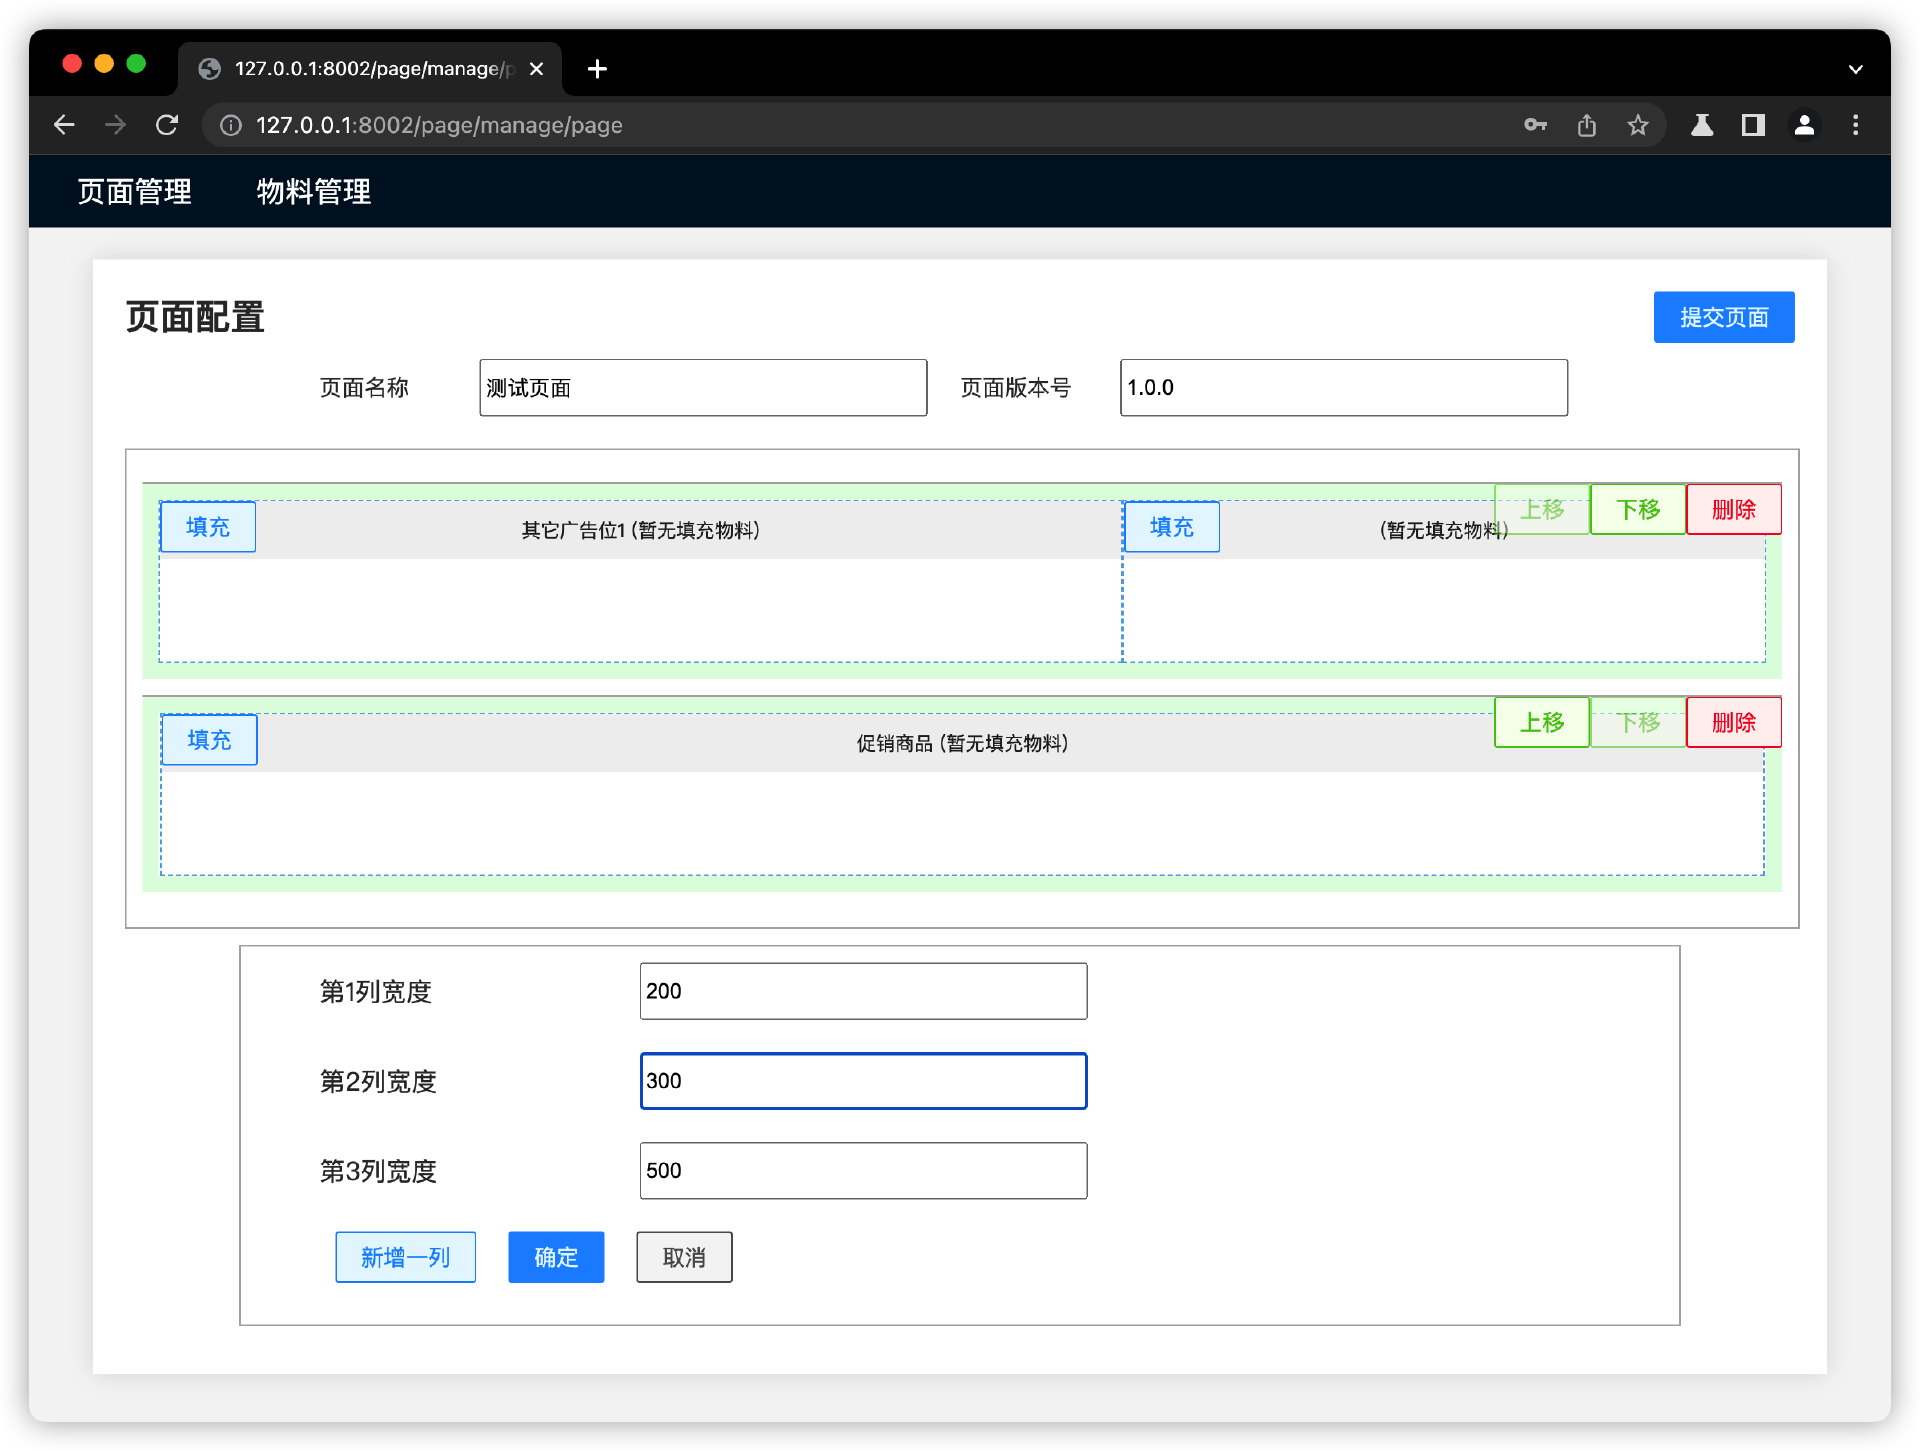 127.0.0.1:8002/page/manage/p
127.0.0.1:8002/page/manage/page
页面管理 物料管理
页面配置 提交页面
页面名称 测试页面 页面版本号 1.0.0
填充 其它广告位1 (暂无填充物料) 填充 (暂无填充物料) 上移 下移 删除
填充 促销商品 (暂无填充物料) 上移 下移 删除
第1列宽度 200
第2列宽度 300
第3列宽度 500
新增一列 确定 取消